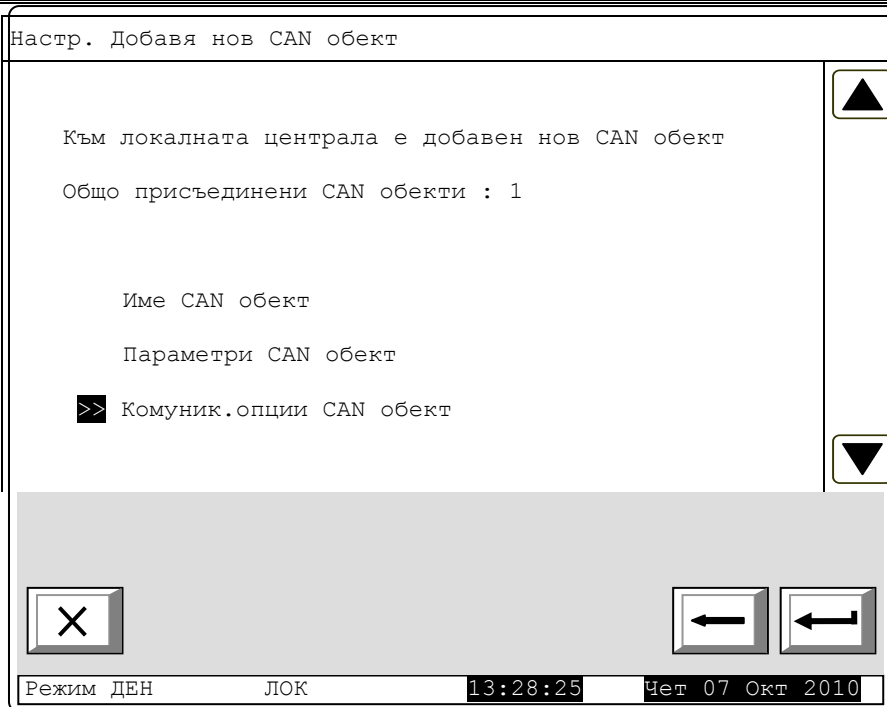 Настр. Добавя нов CAN обект
Към локалната централа е добавен нов CAN обект
Общо присъединени CAN обекти : 1
Име CAN обект
Параметри CAN обект
>> Комуник.опции CAN обект
Режим ДЕН ЛОК 13:28:25 Чет 07 Окт 2010